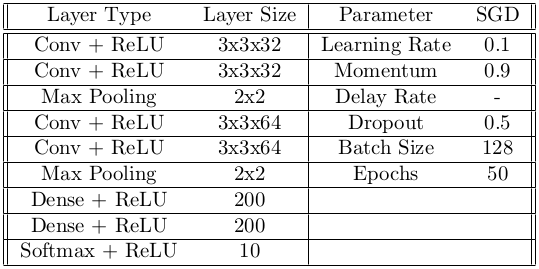 Layer Type Layer Size Parameter SGD
Conv + ReLU 3x3x32 Learning Rate 0.1
Conv + ReLU 3x3x32 Momentum 0.9
Max Pooling 2x2 Delay Rate -
Conv + ReLU 3x3x64 Dropout 0.5
Conv + ReLU 3x3x64 Batch Size 128
Max Pooling 2x2 Epochs 50
Dense + ReLU 200
Dense + ReLU 200
Softmax + ReLU 10